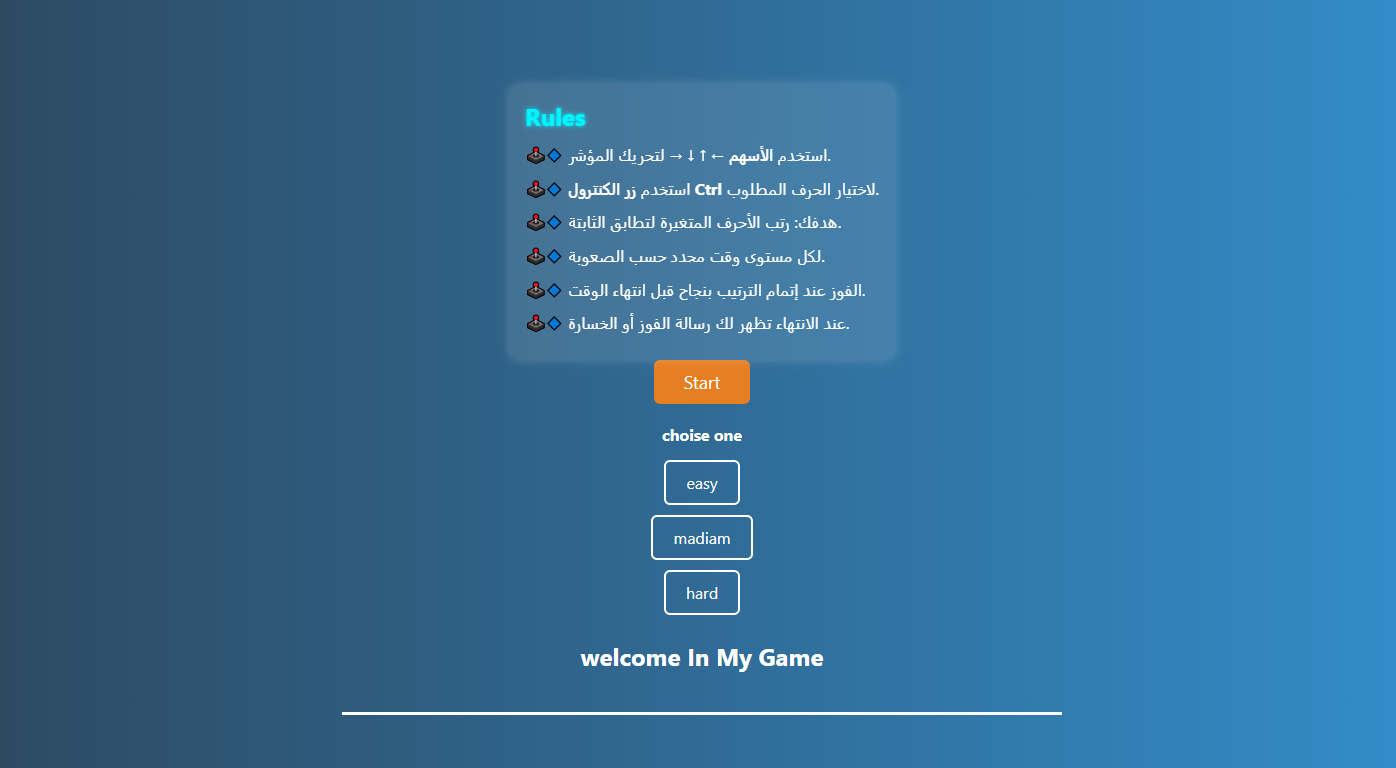 Rules
🕹️🔷 استخدم الأسهم ← ↑ ↓ → لتحريك المؤشر.
🕹️🔷 استخدم زر الكنترول Ctrl لاختيار الحرف المطلوب.
🕹️🔷 هدفك: رتب الأحرف المتغيرة لتطابق الثابتة.
🕹️🔷 لكل مستوى وقت محدد حسب الصعوبة.
🕹️🔷 الفوز عند إتمام الترتيب بنجاح قبل انتهاء الوقت.
🕹️🔷 عند الانتهاء تظهر لك رسالة الفوز أو الخسارة.
Start
choise one
easy
madiam
hard
welcome In My Game